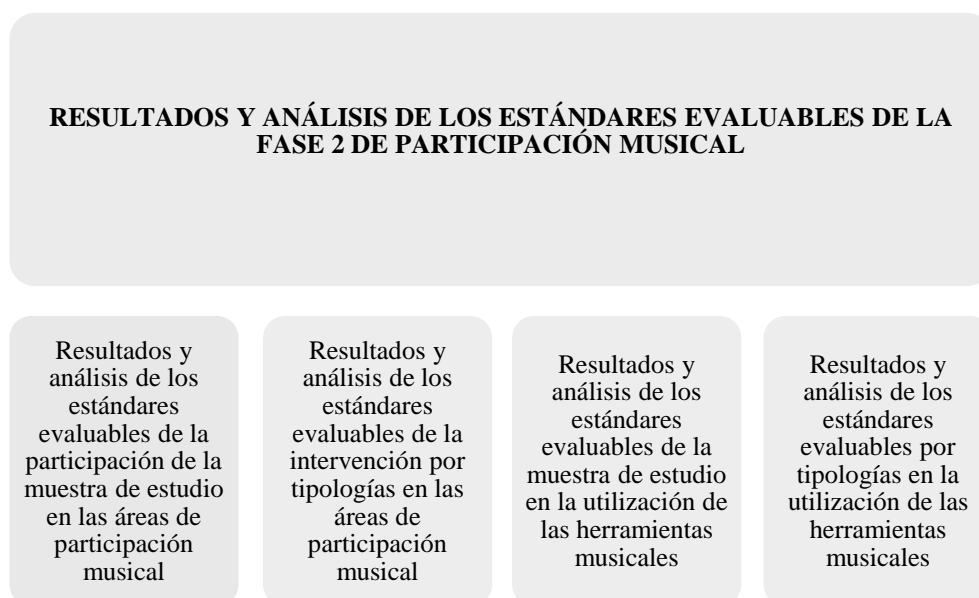 RESULTADOS Y ANÁLISIS DE LOS ESTÁNDARES EVALUABLES DE LA
FASE 2 DE PARTICIPACIÓN MUSICAL
Resultados y
análisis de los
estándares
evaluables de la
participación de la
muestra de estudio
en las áreas de
participación
musical
Resultados y
análisis de los
estándares
evaluables de la
intervención por
tipologías en las
áreas de
participación
musical
Resultados y
análisis de los
estándares
evaluables de la
muestra de estudio
en la utilización de
las herramientas
musicales
Resultados y
análisis de los
estándares
evaluables por
tipologías en la
utilización de las
herramientas
musicales